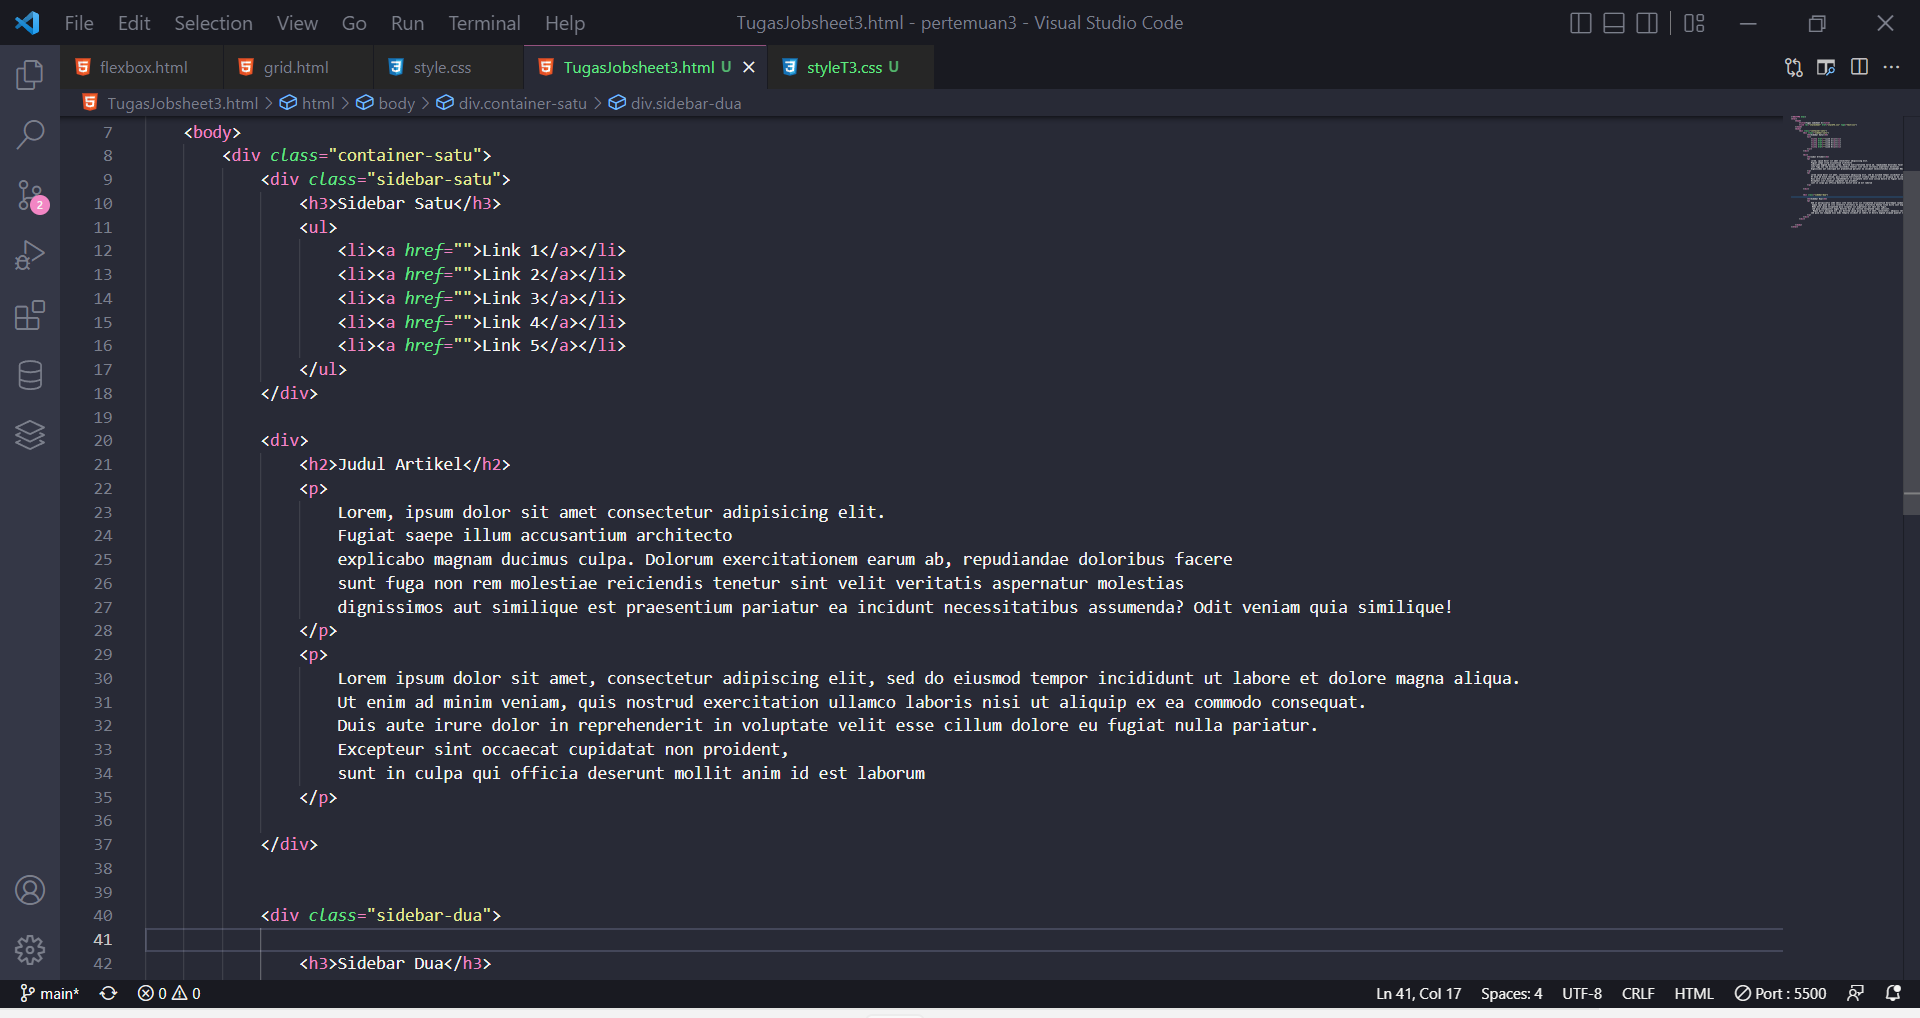 File Edit Selection View Go Run Terminal Help TugasJobsheet3.html - pertemuan3 - Visual Studio Code
flexbox.html grid.html style.css TugasJobsheet3.html U styleT3.css U
TugasJobsheet3.html > html > body > div.container-satu > div.sidebar-dua
7 <body>
8 <div class="container-satu">
9 <div class="sidebar-satu">
10 <h3>Sidebar Satu</h3>
11 <ul>
12 <li><a href="">Link 1</a></li>
13 <li><a href="">Link 2</a></li>
14 <li><a href="">Link 3</a></li>
15 <li><a href="">Link 4</a></li>
16 <li><a href="">Link 5</a></li>
17 </ul>
18 </div>
19
20 <div>
21 <h2>Judul Artikel</h2>
22 <p>
23 Lorem, ipsum dolor sit amet consectetur adipisicing elit.
24 Fugiat saepe illum accusantium architecto
25 explicabo magnam ducimus culpa. Dolorum exercitationem earum ab, repudiandae doloribus facere
26 sunt fuga non rem molestiae reiciendis tenetur sint velit veritatis aspernatur molestias
27 dignissimos aut similique est praesentium pariatur ea incidunt necessitatibus assumenda? Odit veniam quia similique!
28 </p>
29 <p>
30 Lorem ipsum dolor sit amet, consectetur adipiscing elit, sed do eiusmod tempor incididunt ut labore et dolore magna aliqua.
31 Ut enim ad minim veniam, quis nostrud exercitation ullamco laboris nisi ut aliquip ex ea commodo consequat.
32 Duis aute irure dolor in reprehenderit in voluptate velit esse cillum dolore eu fugiat nulla pariatur.
33 Excepteur sint occaecat cupidatat non proident,
34 sunt in culpa qui officia deserunt mollit anim id est laborum
35 </p>
36
37 </div>
38
39
40 <div class="sidebar-dua">
41
42 <h3>Sidebar Dua</h3>
2
main* 0 0 Ln 41, Col 17 Spaces: 4 UTF-8 CRLF HTML Port : 5500